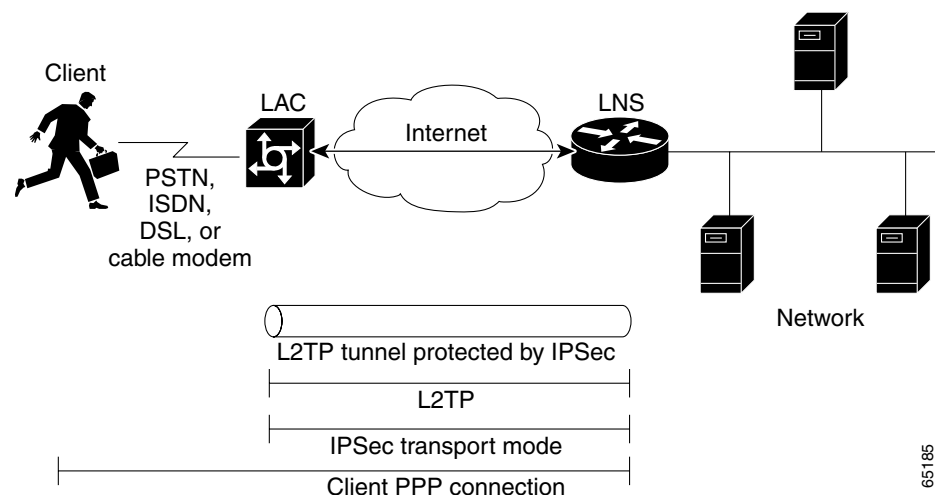 Client
LAC
Internet
LNS
PSTN,
ISDN,
DSL, or
cable modem
Network
L2TP tunnel protected by IPSec
L2TP
IPSec transport mode
Client PPP connection
65185